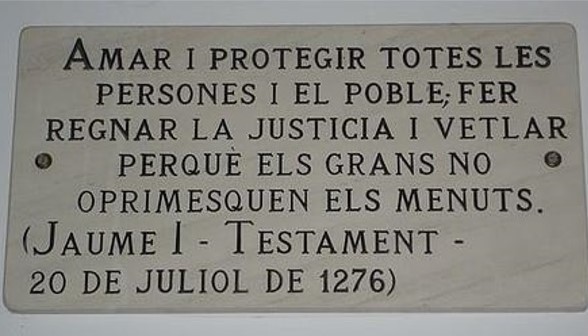 AMAR I PROTEGIR TOTES LES
PERSONES I EL POBLE; FER
REGNAR LA JUSTICIA I VETLAR
PERQUÈ ELS GRANS NO
OPRIMESQUEN ELS MENUTS.
(JAUME I - TESTAMENT -
20 DE JULIOL DE 1276)